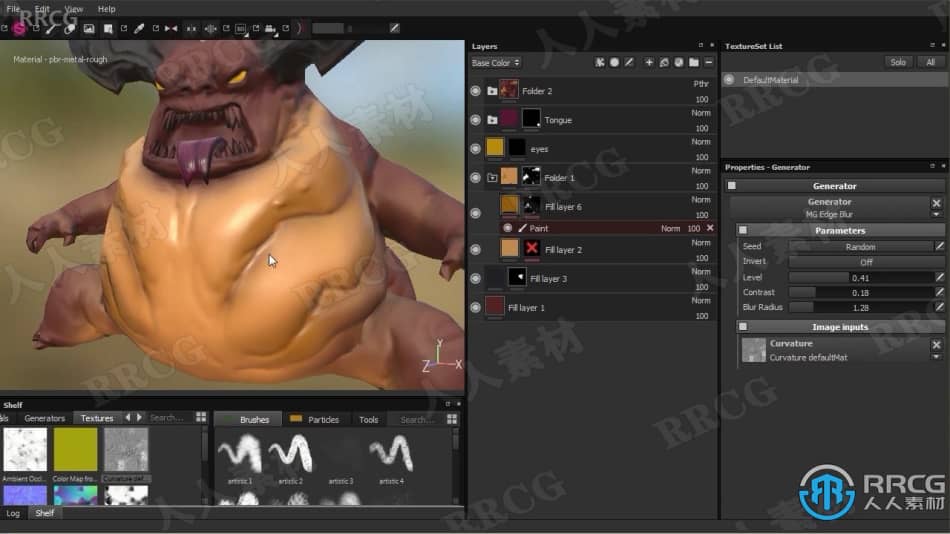 File Edit View Help
RRCG
Material - pbr-metal-rough
Y
Z X
Layers
Base Color
Folder 2
Pthr
100
Tongue
Norm
100
eyes
Norm
100
Folder 1
Norm
100
Fill layer 6
Norm
100
Paint Norm 100
Fill layer 2
Norm
100
Fill layer 3
Norm
100
Fill layer 1
Norm
100
TextureSet List
Solo All
DefaultMaterial
Properties - Generator
Generator
Generator
MG Edge Blur
Parameters
Seed Random
Invert Off
Level 0.41
Contrast 0.18
Blur Radius 1.28
Image inputs
Curvature
Curvature defaultMat
Shelf
Generators Textures Search...
Ambient Occl... Color Map fro... Curvature def...
Brushes Particles Tools Search...
artistic 1 artistic 2 artistic 3 artistic 4
Log Shelf
RRCG
人人素材